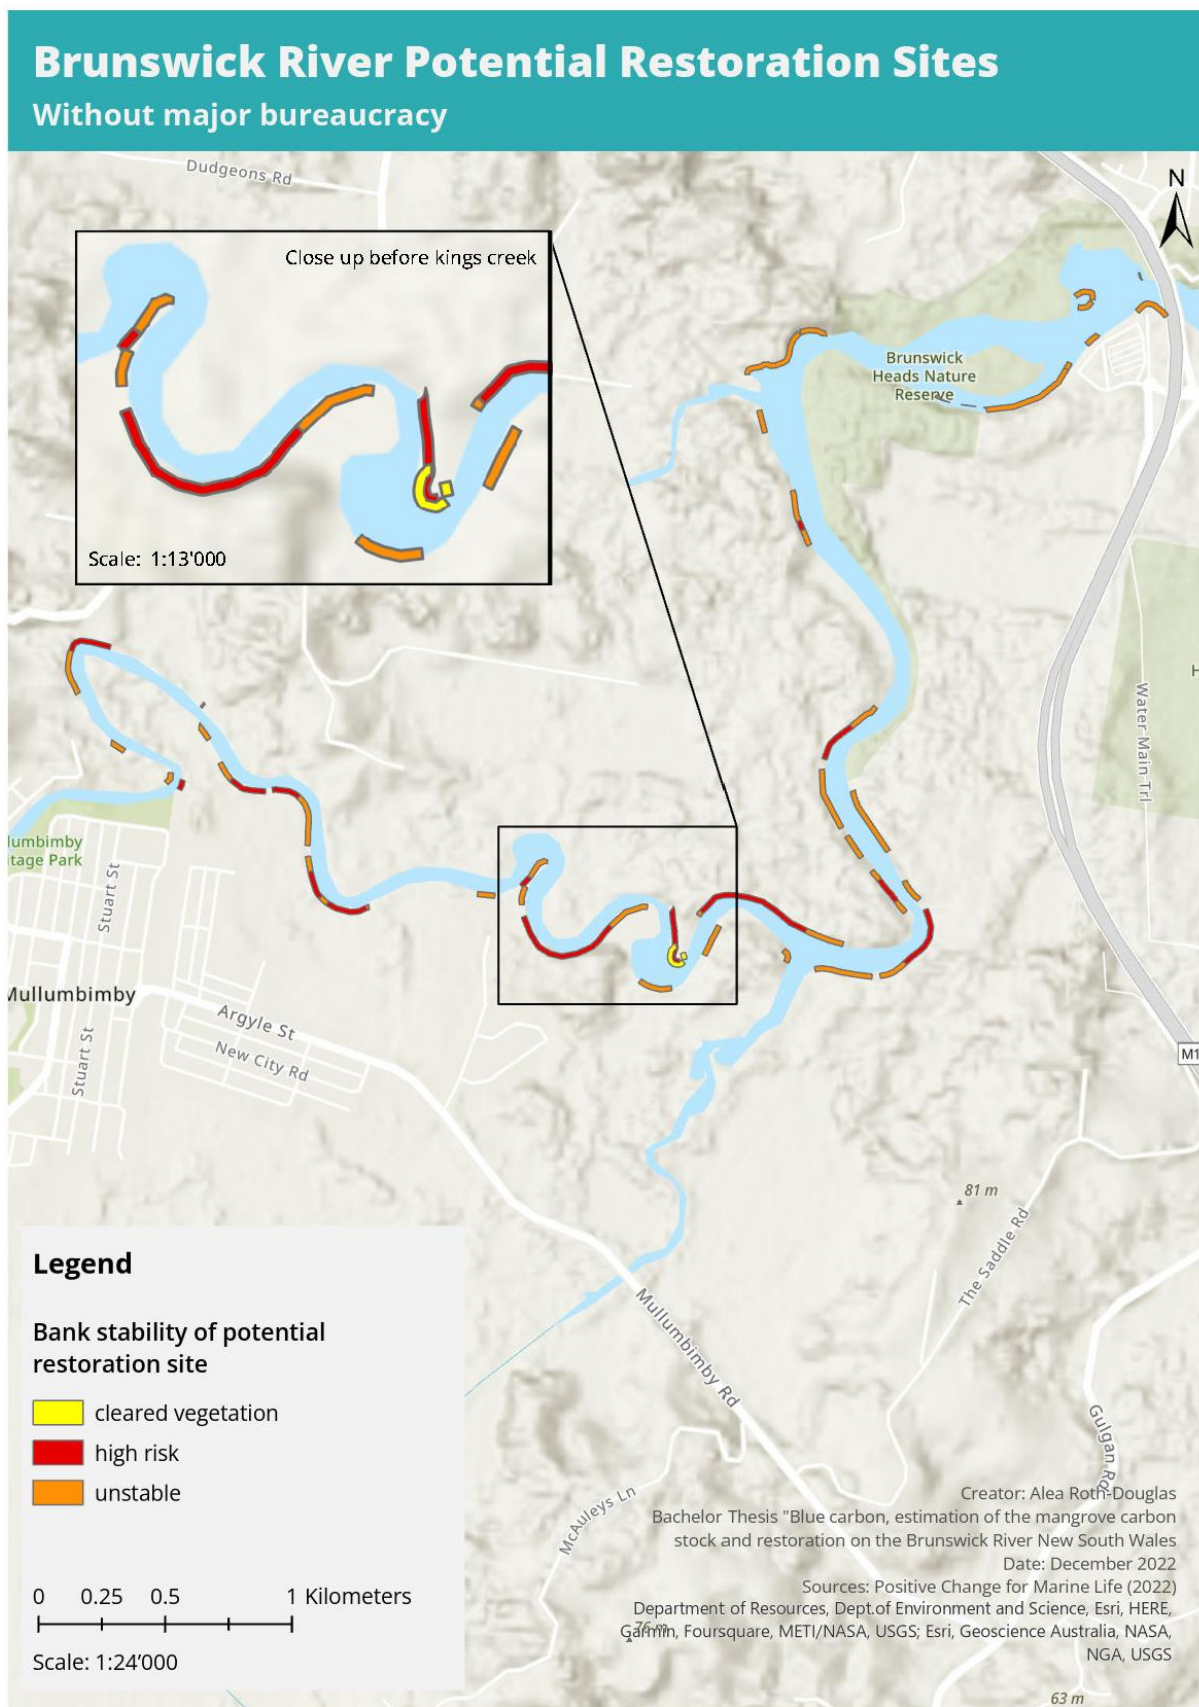 Brunswick River Potential Restoration Sites
Without major bureaucracy
Dudgeons Rd
N
Close up before kings creek
Scale: 1:13'000
Brunswick
Heads Nature
Reserve
Water Main Trl
H
lumbimby
itage Park
Stuart St
Mullumbimby
Argyle St
New City Rd
Stuart St
M1
81 m
The Saddle Rd
Mullumbimby Rd
Gulgan Rd
McAuleys Ln
Legend
Bank stability of potential
restoration site
cleared vegetation
high risk
unstable
0 0.25 0.5 1 Kilometers
Scale: 1:24’000
Creator: Alea Roth-Douglas
Bachelor Thesis "Blue carbon, estimation of the mangrove carbon
stock and restoration on the Brunswick River New South Wales
Date: December 2022
Sources: Positive Change for Marine Life (2022)
Department of Resources, Dept.of Environment and Science, Esri, HERE,
Garmin, Foursquare, METI/NASA, USGS; Esri, Geoscience Australia, NASA,
NGA, USGS
63 m